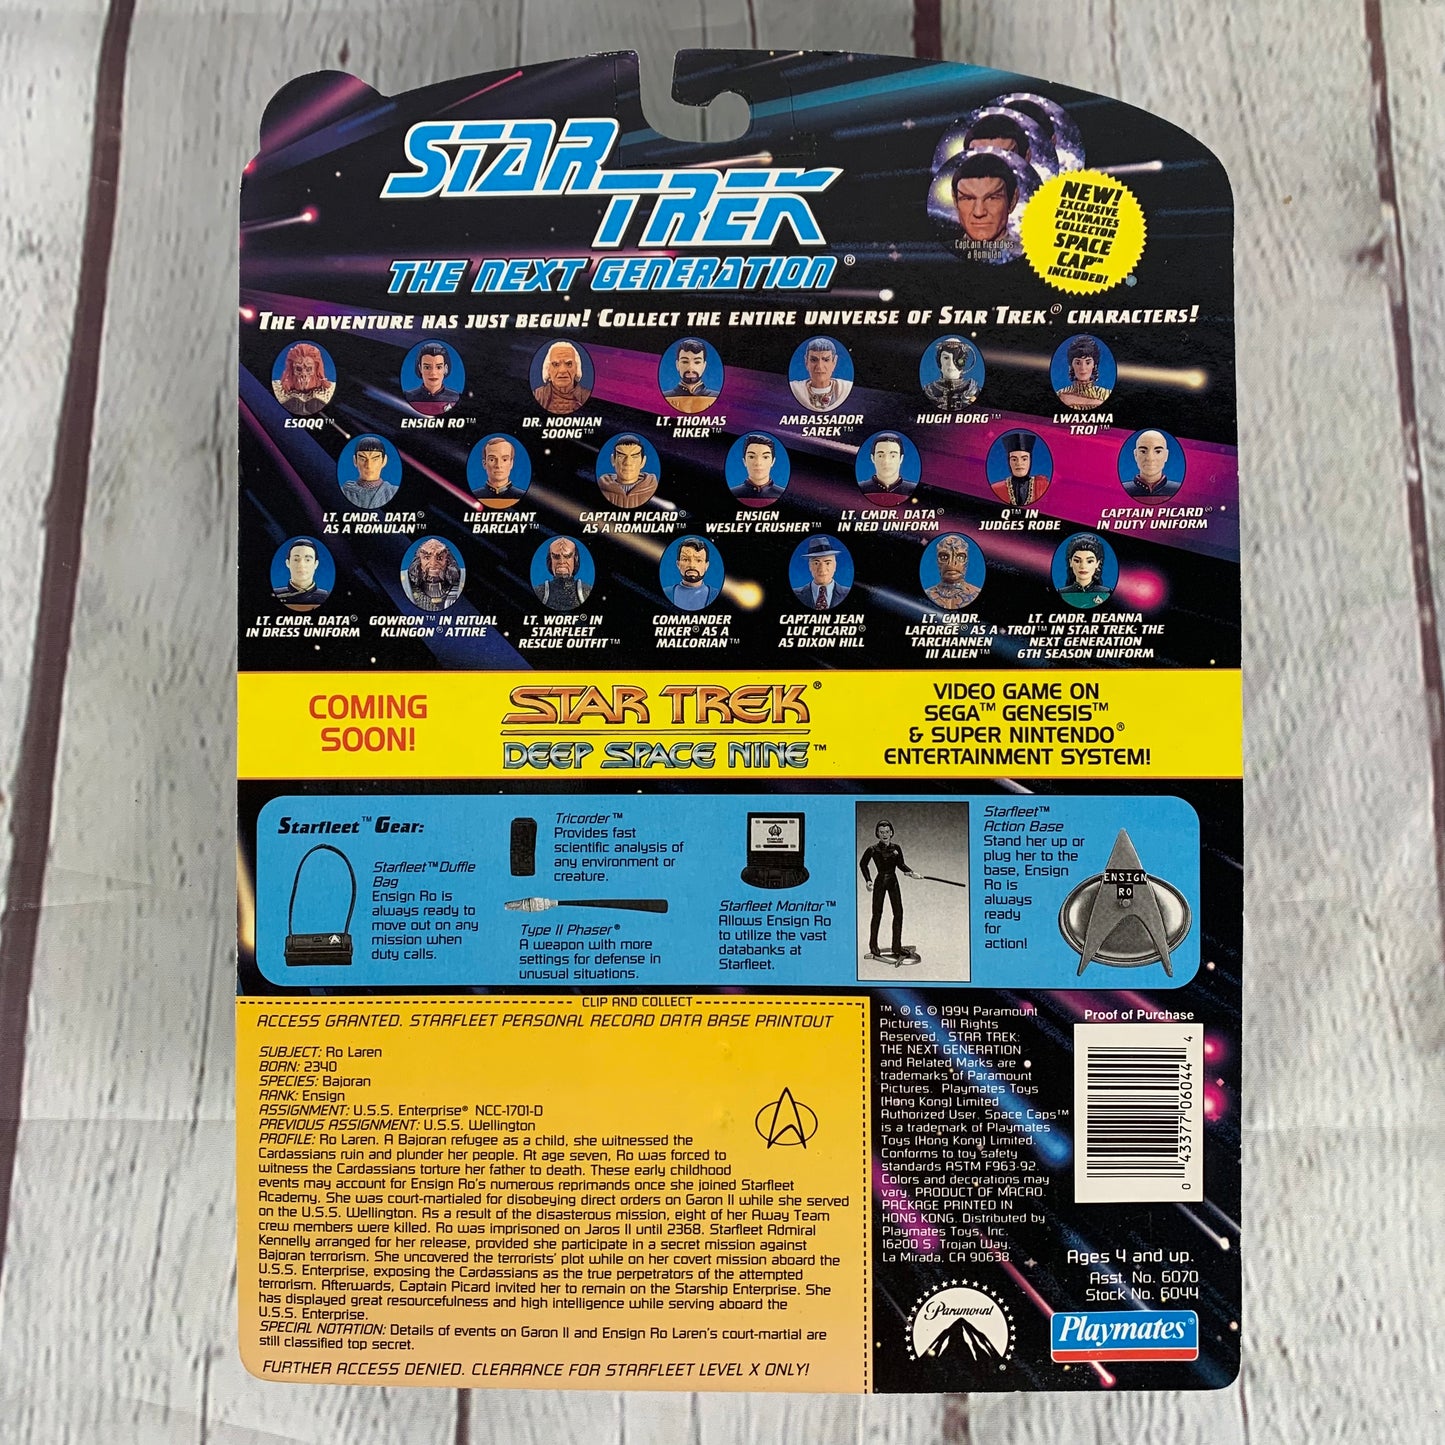 STAR TREK
THE NEXT GENERATION®
Captain Picard as
a Romulan
NEW!
EXCLUSIVE
PLAYMATES
COLLECTOR
SPACE
CAP™
INCLUDED!
THE ADVENTURE HAS JUST BEGUN! COLLECT THE ENTIRE UNIVERSE OF STAR TREK® CHARACTERS!
ESOQQ™
ENSIGN RO™
DR. NOONIAN
SOONG™
LT. THOMAS
RIKER™
AMBASSADOR
SAREK™
HUGH BORG™
LWAXANA
TROI™
LT. CMDR. DATA®
AS A ROMULAN™
LIEUTENANT
BARCLAY™
CAPTAIN PICARD®
AS A ROMULAN™
ENSIGN
WESLEY CRUSHER™
LT. CMDR. DATA®
IN RED UNIFORM
Q™ IN
JUDGES ROBE
CAPTAIN PICARD®
IN DUTY UNIFORM
LT. CMDR. DATA®
IN DRESS UNIFORM
GOWRON™ IN RITUAL
KLINGON® ATTIRE
LT. WORF® IN
STARFLEET
RESCUE OUTFIT™
COMMANDER
RIKER® AS A
MALCORIAN™
CAPTAIN JEAN
LUC PICARD®
AS DIXON HILL
LT. CMDR.
LAFORGE® AS A
TARCHANNEN
III ALIEN™
LT. CMDR. DEANNA
TROI™ IN STAR TREK: THE
NEXT GENERATION
6TH SEASON UNIFORM
COMING
SOON!
STAR TREK®
DEEP SPACE NINE™
VIDEO GAME ON
SEGA™ GENESIS™
& SUPER NINTENDO®
ENTERTAINMENT SYSTEM!
Starfleet™ Gear:
Starfleet™ Duffle
Bag
Ensign Ro is
always ready to
move out on any
mission when
duty calls.
Tricorder™
Provides fast
scientific analysis of
any environment or
creature.
Type II Phaser®
A weapon with more
settings for defense in
unusual situations.
Starfleet Monitor™
Allows Ensign Ro
to utilize the vast
databanks at
Starfleet.
Starfleet™
Action Base
Stand her up or
plug her to the
base, Ensign
Ro is
always
ready
for
action!
ENSIGN
RO
CLIP AND COLLECT
ACCESS GRANTED. STARFLEET PERSONAL RECORD DATA BASE PRINTOUT
SUBJECT: Ro Laren
BORN: 2340
SPECIES: Bajoran
RANK: Ensign
ASSIGNMENT: U.S.S. Enterprise® NCC-1701-D
PREVIOUS ASSIGNMENT: U.S.S. Wellington
PROFILE: Ro Laren. A Bajoran refugee as a child, she witnessed the
Cardassians ruin and plunder her people. At age seven, Ro was forced to
witness the Cardassians torture her father to death. These early childhood
events may account for Ensign Ro's numerous reprimands once she joined Starfleet
Academy. She was court-martialed for disobeying direct orders on Garon II while she served
on the U.S.S. Wellington. As a result of the disasterous mission, eight of her Away Team
crew members were killed. Ro was imprisoned on Jaros II until 2368. Starfleet Admiral
Kennelly arranged for her release, provided she participate in a secret mission against
Bajoran terrorism. She uncovered the terrorists' plot while on her covert mission aboard the
U.S.S. Enterprise, exposing the Cardassians as the true perpetrators of the attempted
terrorism. Afterwards, Captain Picard invited her to remain on the Starship Enterprise. She
has displayed great resourcefulness and high intelligence while serving aboard the
U.S.S. Enterprise.
SPECIAL NOTATION: Details of events on Garon II and Ensign Ro Laren's court-martial are
still classified top secret.
FURTHER ACCESS DENIED. CLEARANCE FOR STARFLEET LEVEL X ONLY!
™, ® & © 1994 Paramount
Pictures. All Rights
Reserved. STAR TREK:
THE NEXT GENERATION
and Related Marks are
trademarks of Paramount
Pictures. Playmates Toys
(Hong Kong) Limited
Authorized User. Space Caps™
is a trademark of Playmates
Toys (Hong Kong) Limited.
Conforms to toy safety
standards ASTM F963-92.
Colors and decorations may
vary. PRODUCT OF MACAO.
PACKAGE PRINTED IN
HONG KONG. Distributed by
Playmates Toys, Inc.
16200 S. Trojan Way,
La Mirada, CA 90638.
Proof of Purchase
0 43377 06044 4
Ages 4 and up.
Asst. No. 6070
Stock No. 6044
Paramount®
Playmates®